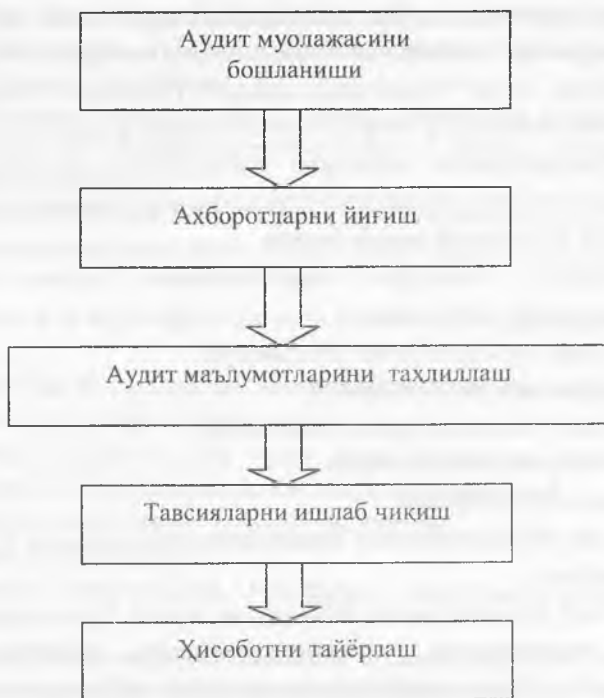 Аудит муолажасини
бошланиши
Ахборотларни йиғиш
Аудит маълумотларини таҳлиллаш
Тавсияларни ишлаб чиқиш
Ҳисоботни тайёрлаш